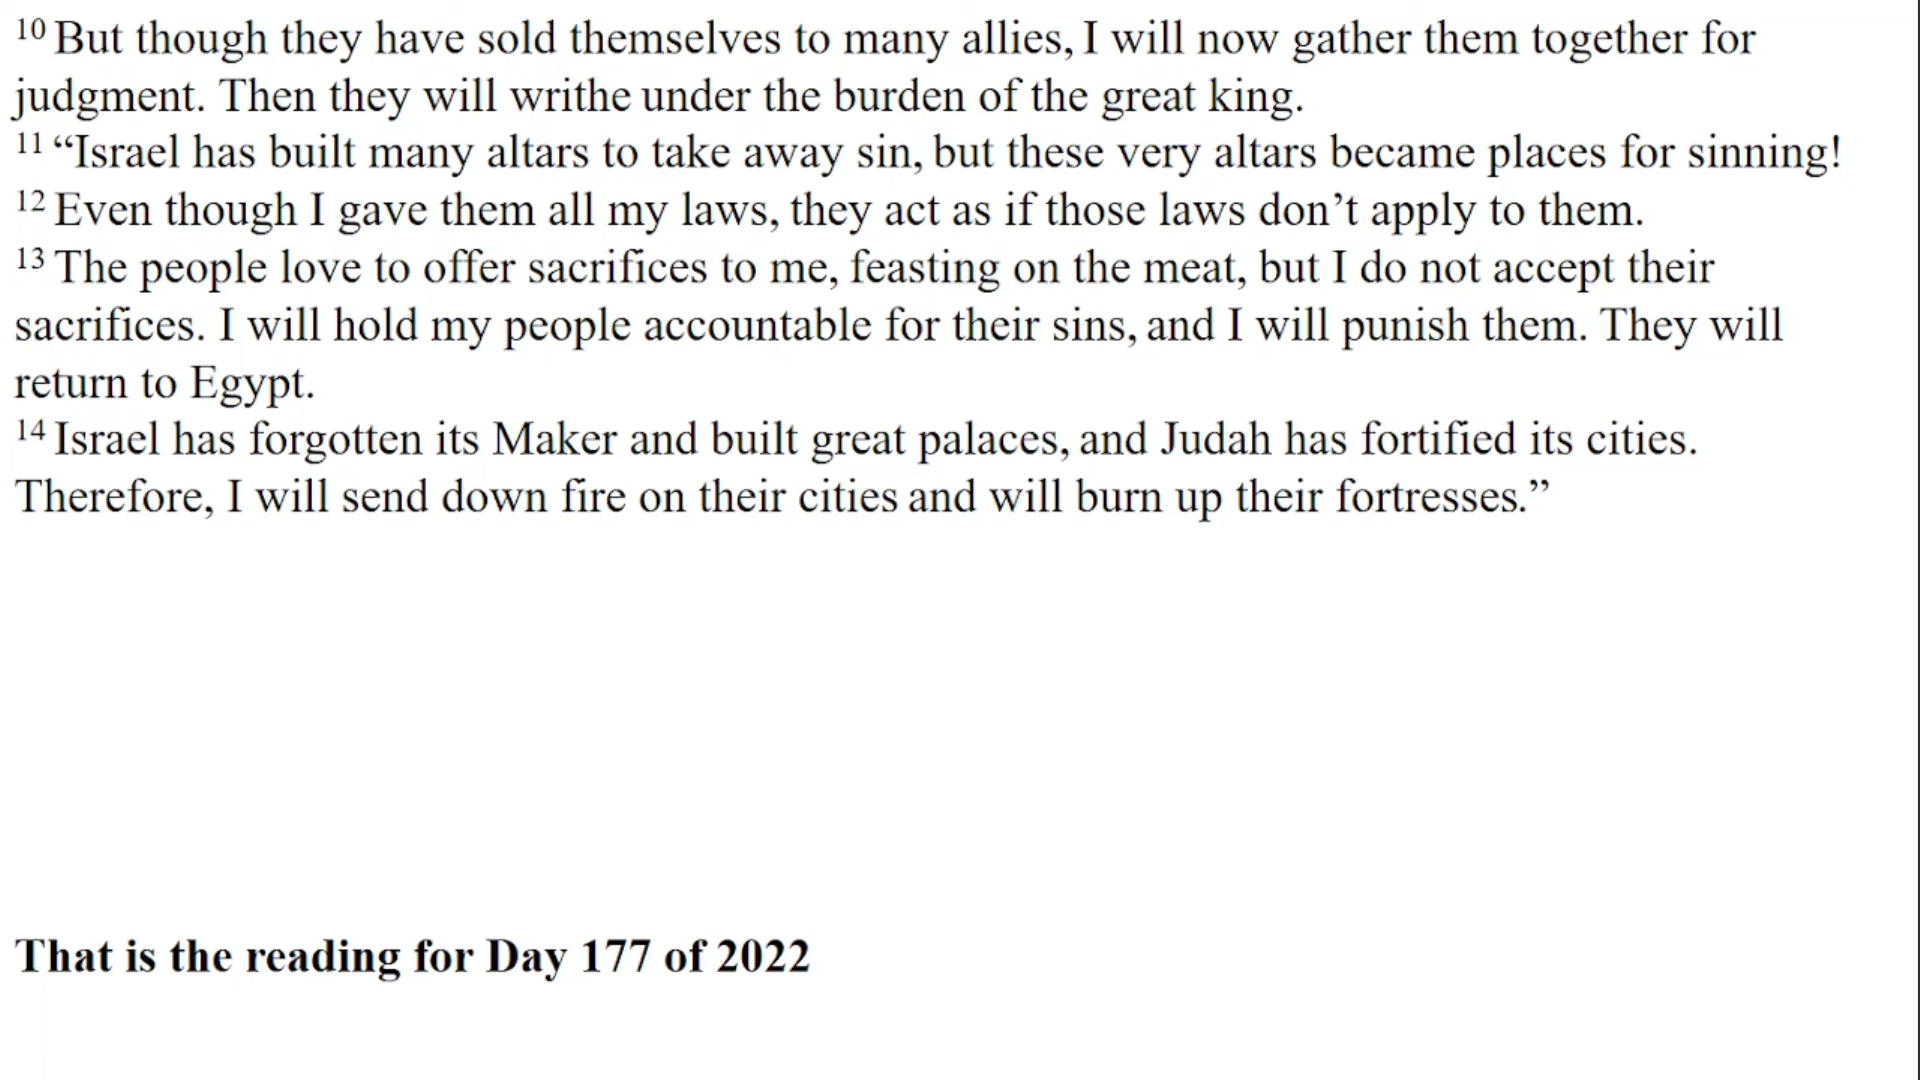 10 But though they have sold themselves to many allies, I will now gather them together for
judgment. Then they will writhe under the burden of the great king.
11 “Israel has built many altars to take away sin, but these very altars became places for sinning!
12 Even though I gave them all my laws, they act as if those laws don’t apply to them.
13 The people love to offer sacrifices to me, feasting on the meat, but I do not accept their
sacrifices. I will hold my people accountable for their sins, and I will punish them. They will
return to Egypt.
14 Israel has forgotten its Maker and built great palaces, and Judah has fortified its cities.
Therefore, I will send down fire on their cities and will burn up their fortresses.”
That is the reading for Day 177 of 2022